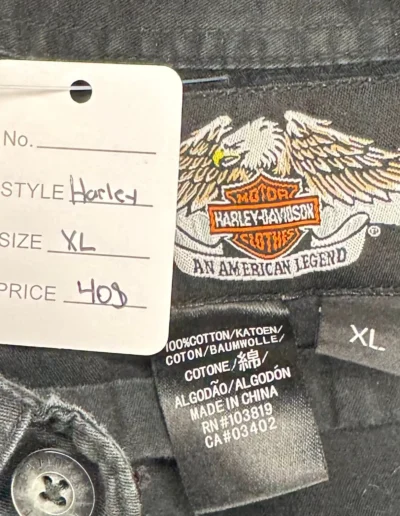 No.
STYLE Harley
SIZE XL
PRICE 40$
MOTOR
HARLEY-DAVIDSON
CLOTHES
®
AN AMERICAN LEGEND
100%COTTON/KATOEN/
COTON/BAUMWOLLE/
COTONE/綿/
ALGODÃO/ALGODÓN
MADE IN CHINA
RN#103819
CA#03402
XL